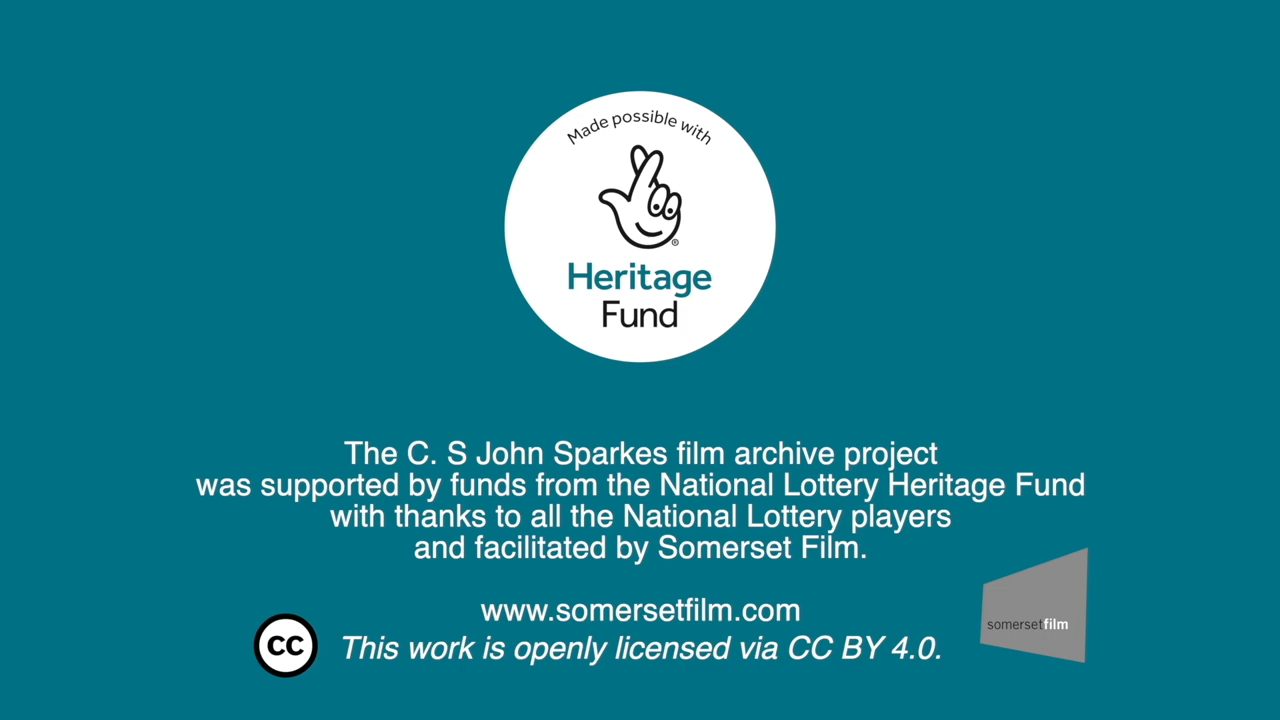 Made possible with
Heritage
Fund
The C. S John Sparkes film archive project
was supported by funds from the National Lottery Heritage Fund
with thanks to all the National Lottery players
and facilitated by Somerset Film.
www.somersetfilm.com
somersetfilm
cc
This work is openly licensed via CC BY 4.0.